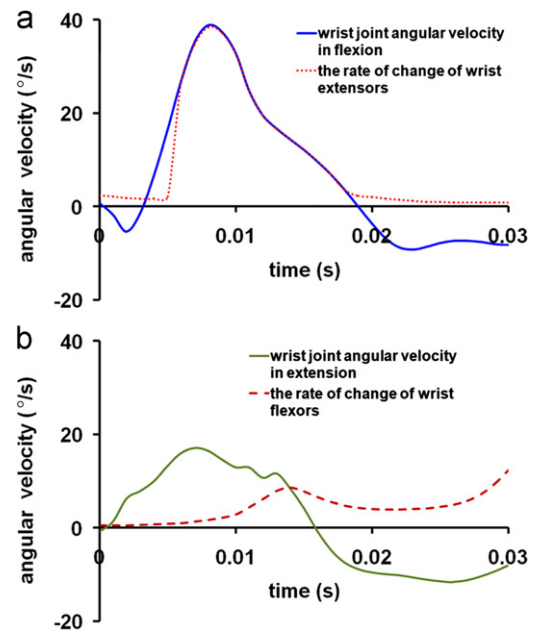 a
40
20
0
-20
angular velocity (°/s)
wrist joint angular velocity
in flexion
the rate of change of wrist
extensors
0 0.01 0.02 0.03
time (s)
b
40
20
0
-20
angular velocity (°/s)
wrist joint angular velocity
in extension
the rate of change of wrist
flexors
0 0.01 0.02 0.03
time (s)